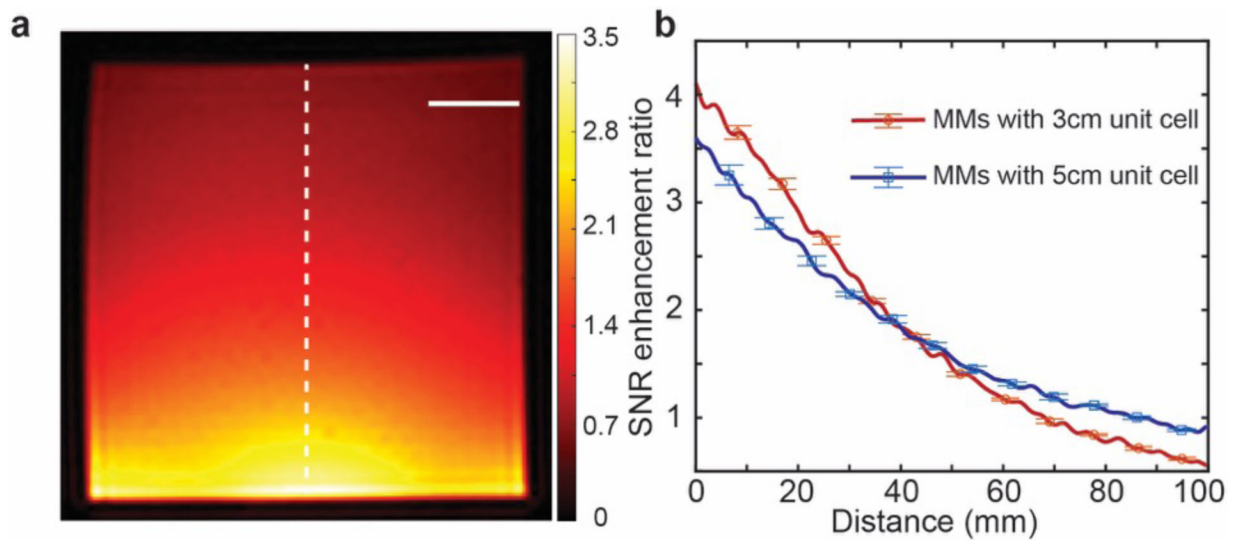 a
3.5
2.8
2.1
1.4
0.7
0
b
SNR enhancement ratio
4
3
2
1
MMs with 3cm unit cell
MMs with 5cm unit cell
0 20 40 60 80 100
Distance (mm)